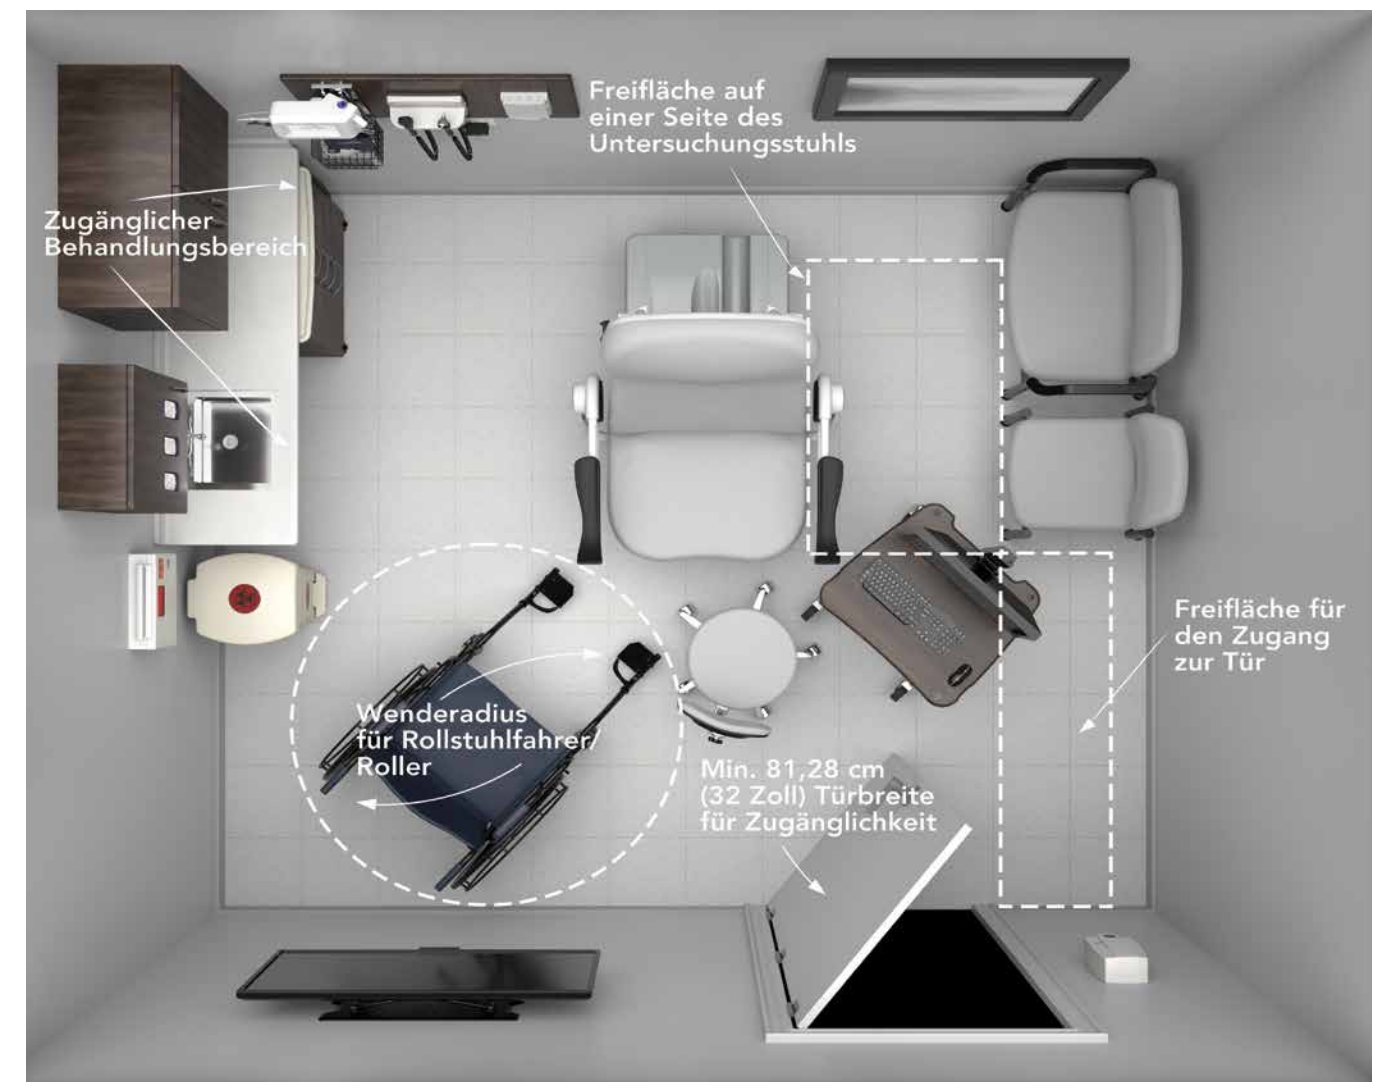 Freifläche auf
einer Seite des
Untersuchungsstuhls
Zugänglicher
Behandlungsbereich
Freifläche für
den Zugang
zur Tür
Wenderadius
für Rollstuhlfahrer/
Roller
Min. 81,28 cm
(32 Zoll) Türbreite
für Zugänglichkeit